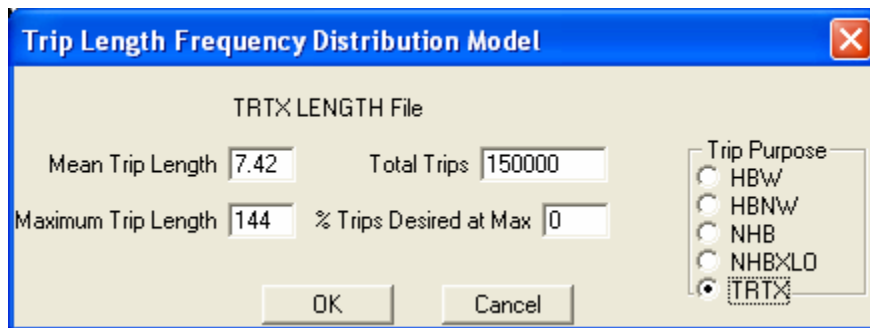 Trip Length Frequency Distribution Model
TRTX LENGTH File
Mean Trip Length 7.42 Total Trips 150000
Maximum Trip Length 144 % Trips Desired at Max 0
Trip Purpose
HBW
HBNW
NHB
NHBXLO
TRTX
OK Cancel